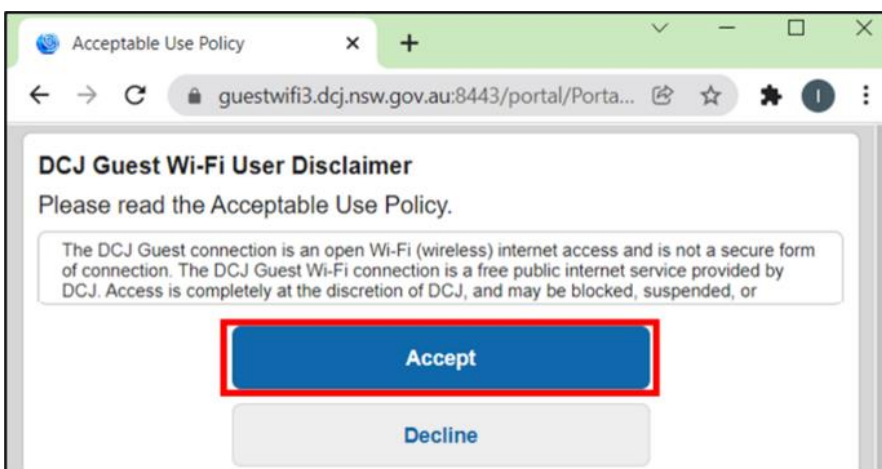 Acceptable Use Policy
guestwifi3.dcj.nsw.gov.au:8443/portal/Porta...
I
DCJ Guest Wi-Fi User Disclaimer
Please read the Acceptable Use Policy.
The DCJ Guest connection is an open Wi-Fi (wireless) internet access and is not a secure form
of connection. The DCJ Guest Wi-Fi connection is a free public internet service provided by
DCJ. Access is completely at the discretion of DCJ, and may be blocked, suspended, or
Accept
Decline